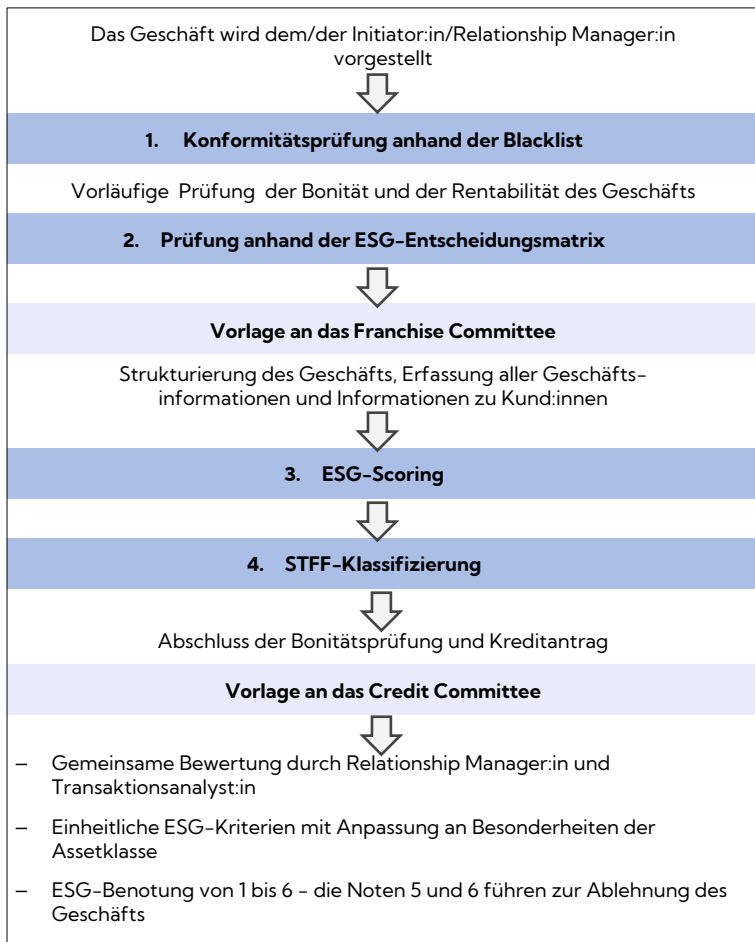 Das Geschäft wird dem/der Initiator:in/Relationship Manager:in
vorgestellt
1. Konformitätsprüfung anhand der Blacklist
Vorläufige Prüfung der Bonität und der Rentabilität des Geschäfts
2. Prüfung anhand der ESG-Entscheidungsmatrix
Vorlage an das Franchise Committee
Strukturierung des Geschäfts, Erfassung aller Geschäfts-
informationen und Informationen zu Kund:innen
3. ESG-Scoring
4. STFF-Klassifizierung
Abschluss der Bonitätsprüfung und Kreditantrag
Vorlage an das Credit Committee
– Gemeinsame Bewertung durch Relationship Manager:in und
Transaktionsanalyst:in
– Einheitliche ESG-Kriterien mit Anpassung an Besonderheiten der
Assetklasse
– ESG-Benotung von 1 bis 6 - die Noten 5 und 6 führen zur Ablehnung des
Geschäfts